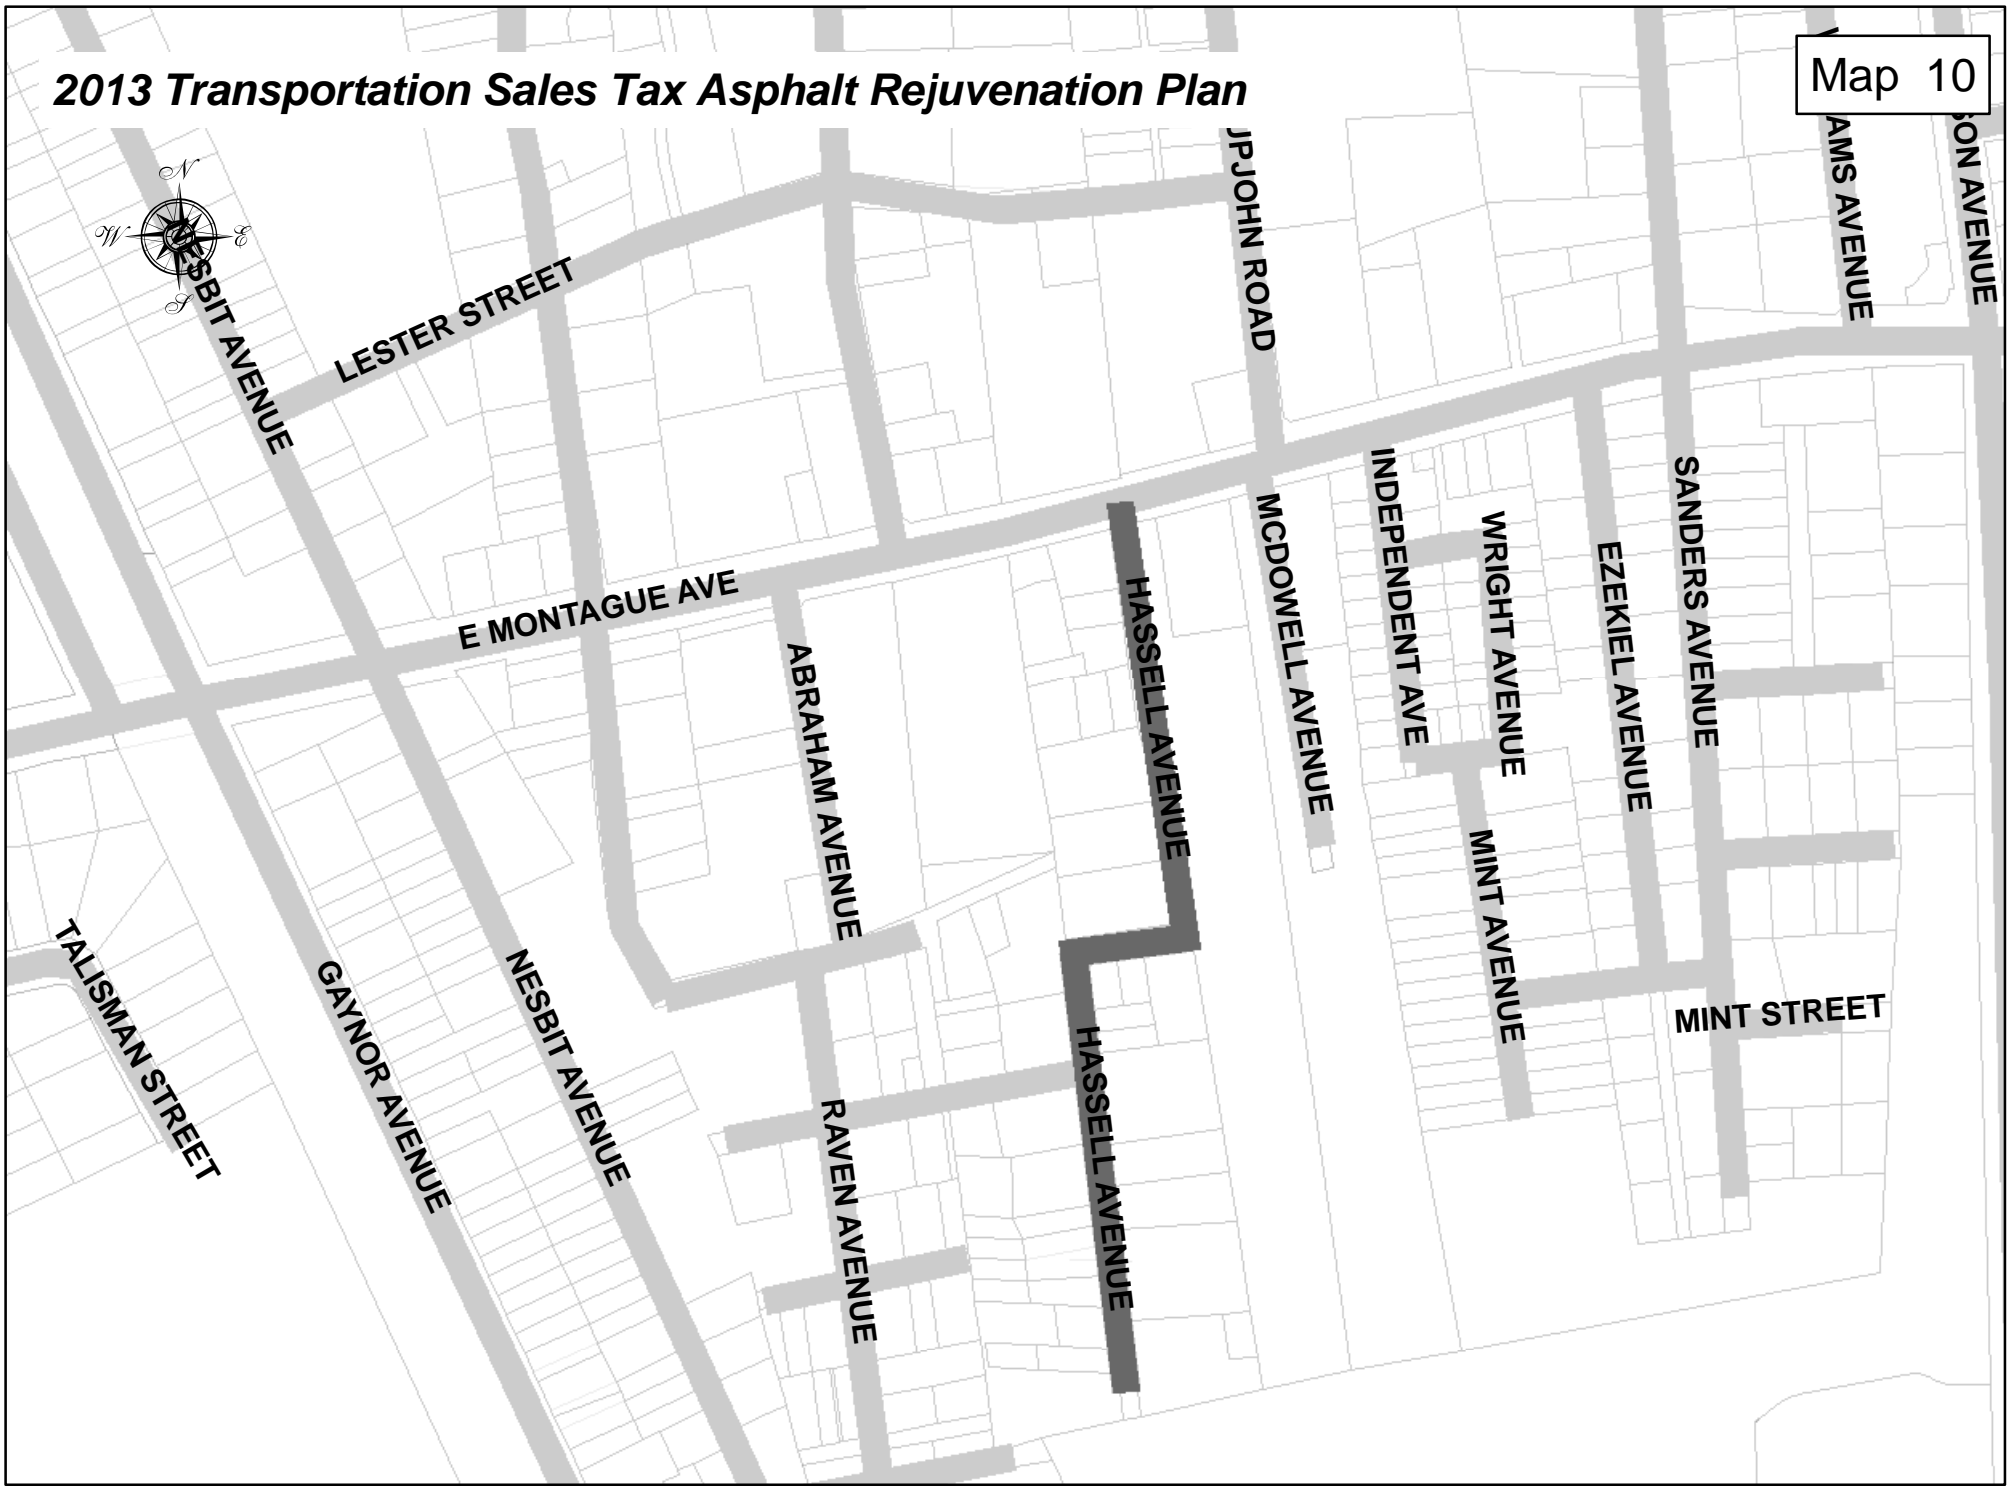 2013 Transportation Sales Tax Asphalt Rejuvenation Plan
Map 10
N
W
E
S
NESBIT AVENUE
LESTER STREET
UPJOHN ROAD
AMS AVENUE
SON AVENUE
E MONTAGUE AVE
ABRAHAM AVENUE
HASSELL AVENUE
MCDOWELL AVENUE
INDEPENDENT AVE
WRIGHT AVENUE
EZEKIEL AVENUE
SANDERS AVENUE
MINT AVENUE
MINT STREET
TALISMAN STREET
GAYNOR AVENUE
NESBIT AVENUE
RAVEN AVENUE
HASSELL AVENUE